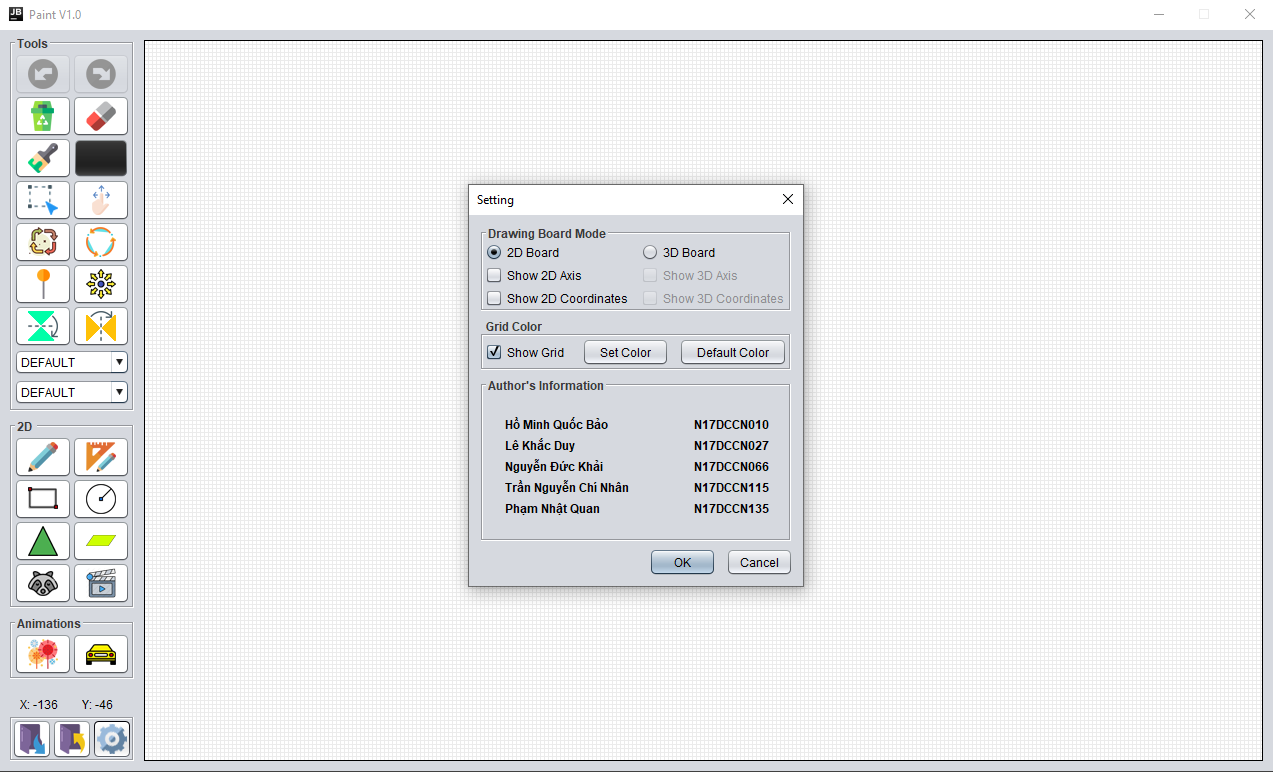 JB
Paint V1.0
Tools
DEFAULT
DEFAULT
2D
Animations
X: -136 Y: -46
Setting
Drawing Board Mode
2D Board 3D Board
Show 2D Axis Show 3D Axis
Show 2D Coordinates Show 3D Coordinates
Grid Color
Show Grid Set Color Default Color
Author's Information
Hồ Minh Quốc Bảo N17DCCN010
Lê Khắc Duy N17DCCN027
Nguyễn Đức Khải N17DCCN066
Trần Nguyễn Chí Nhân N17DCCN115
Phạm Nhật Quan N17DCCN135
OK Cancel